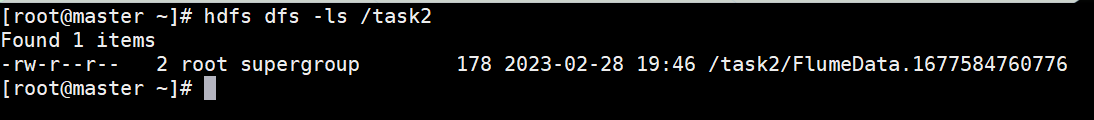 [root@master ~]# hdfs dfs -ls /task2
Found 1 items
-rw-r--r--   2 root supergroup        178 2023-02-28 19:46 /task2/FlumeData.1677584760776
[root@master ~]#